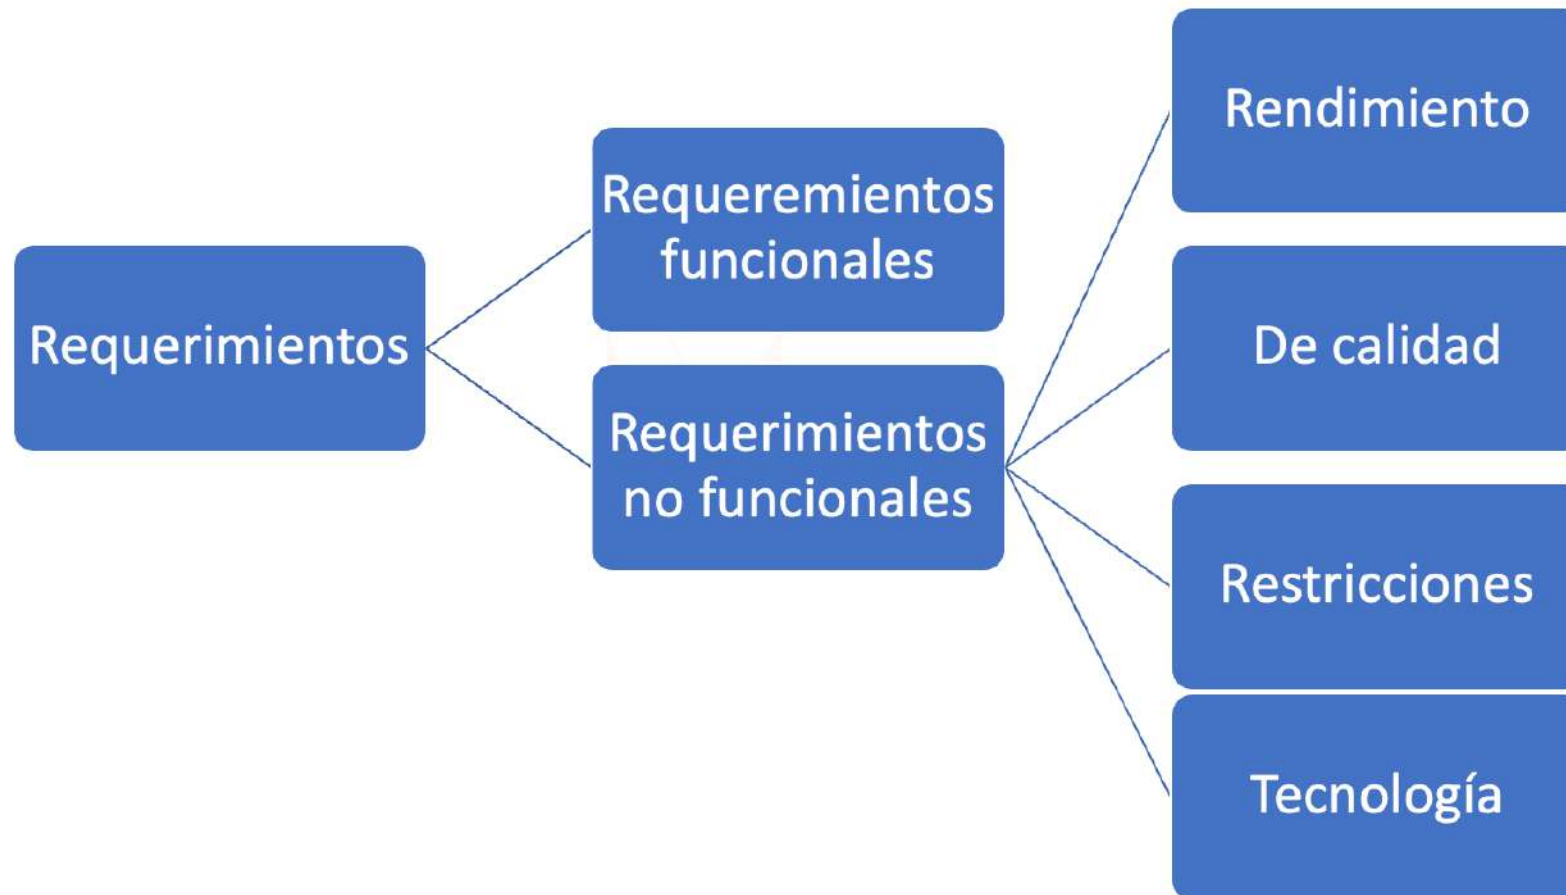 Requerimientos
Requeremientos
funcionales
Requerimientos
no funcionales
Rendimiento
De calidad
Restricciones
Tecnología